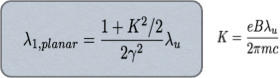 λ₁,planar = (1 + K²/2) / (2γ²) λᵤ
K = eBλᵤ / (2πmc)